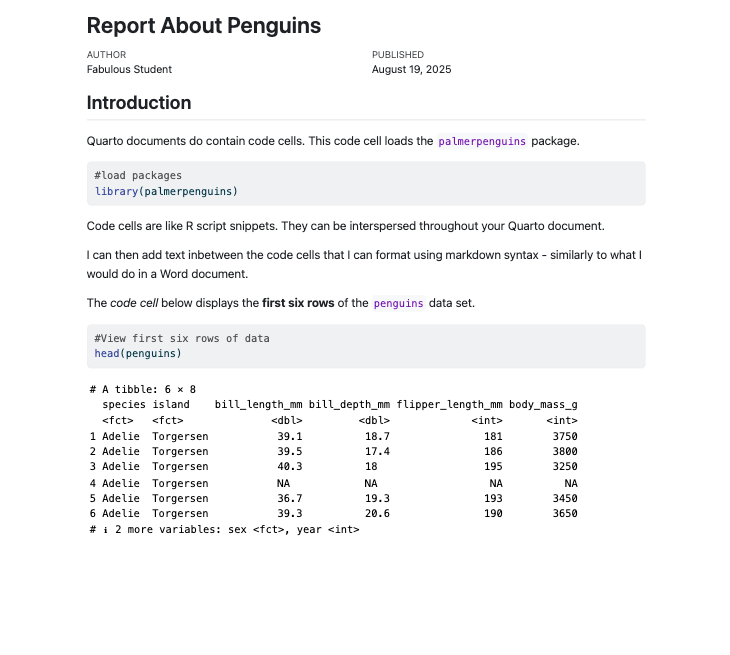 Report About Penguins
AUTHOR
PUBLISHED
Fabulous Student
August 19, 2025
Introduction
Quarto documents do contain code cells. This code cell loads the palmerpenguins package.
#load packages
library(palmerpenguins)
Code cells are like R script snippets. They can be interspersed throughout your Quarto document.
I can then add text inbetween the code cells that I can format using markdown syntax - similarly to what I
would do in a Word document.
The code cell below displays the first six rows of the penguins data set.
#View first six rows of data
head(penguins)
# A tibble: 6 × 8
  species island    bill_length_mm bill_depth_mm flipper_length_mm body_mass_g
  <fct>   <fct>              <dbl>         <dbl>             <int>       <int>
1 Adelie  Torgersen           39.1          18.7               181        3750
2 Adelie  Torgersen           39.5          17.4               186        3800
3 Adelie  Torgersen           40.3          18                 195        3250
4 Adelie  Torgersen           NA            NA                  NA          NA
5 Adelie  Torgersen           36.7          19.3               193        3450
6 Adelie  Torgersen           39.3          20.6               190        3650
# ℹ 2 more variables: sex <fct>, year <int>